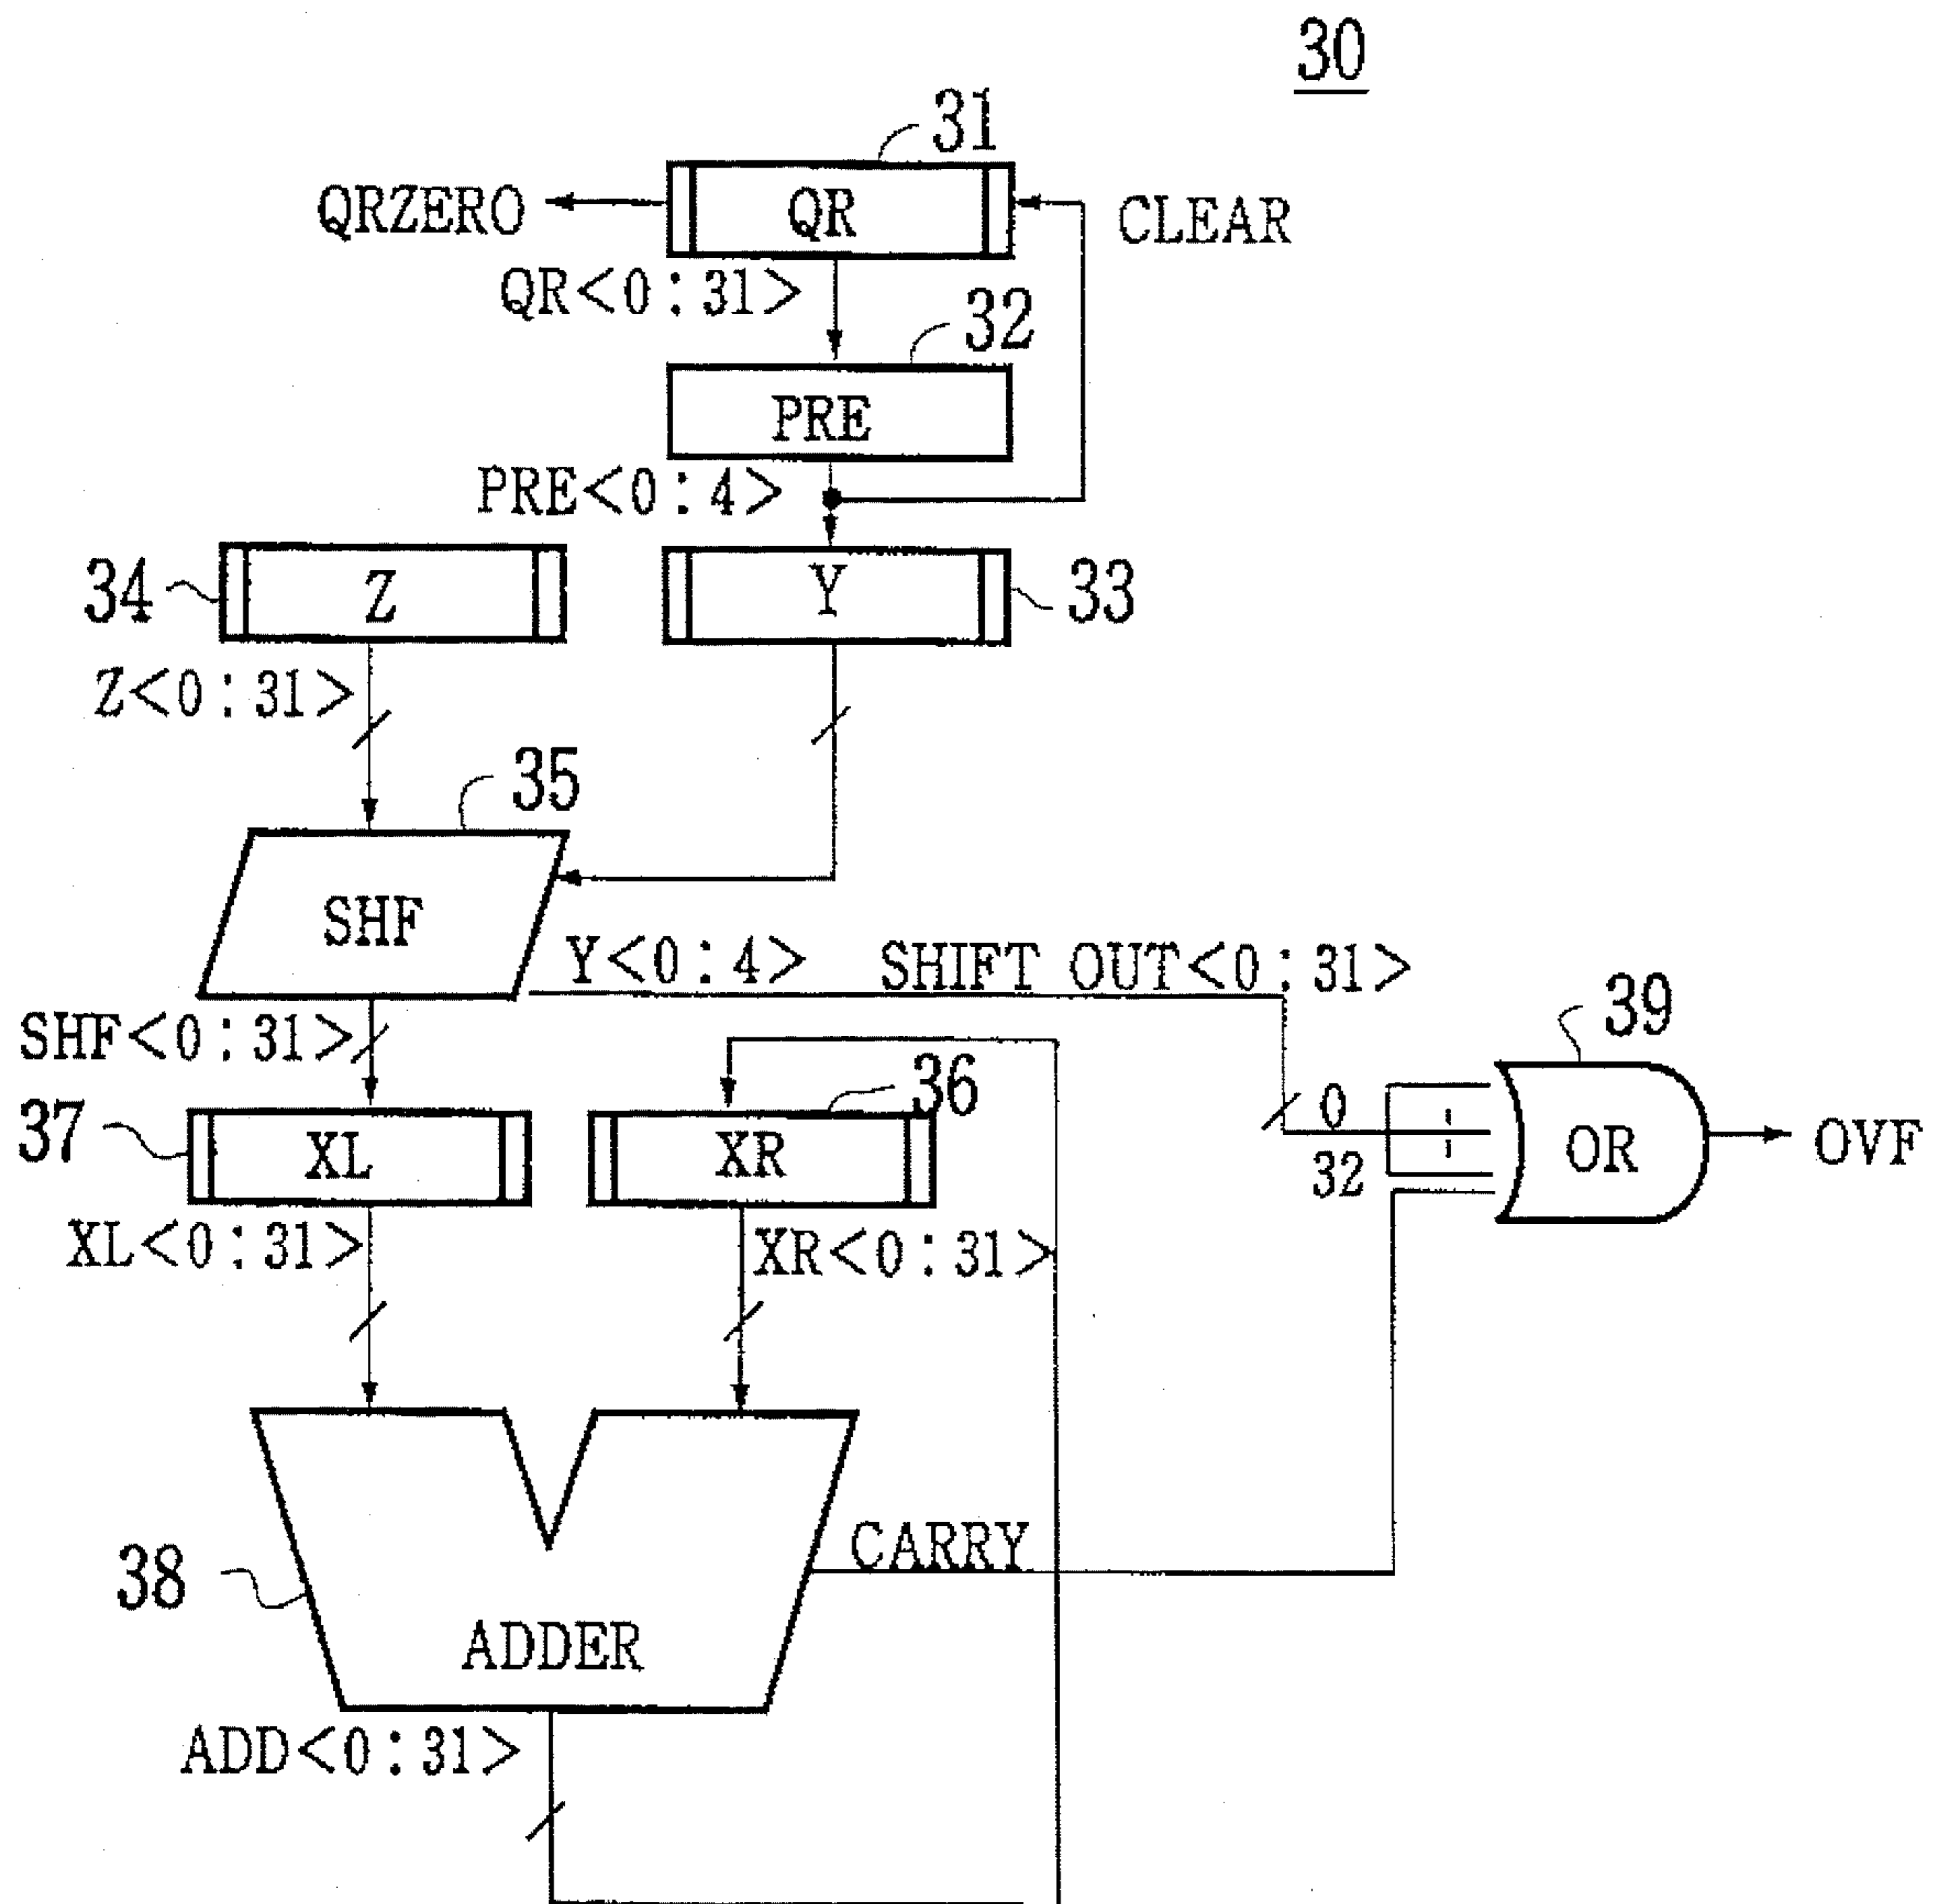 30
31
QRZERO
QR
CLEAR
QR<0:31>
32
PRE
PRE<0:4>
34
Z
Y
33
Z<0:31>
35
SHF
Y<0:4>
SHIFT OUT<0:31>
SHF<0:31>
39
36
37
XL
XR
0
32
OR
OVF
XL<0:31>
XR<0:31>
CARRY
38
ADDER
ADD<0:31>